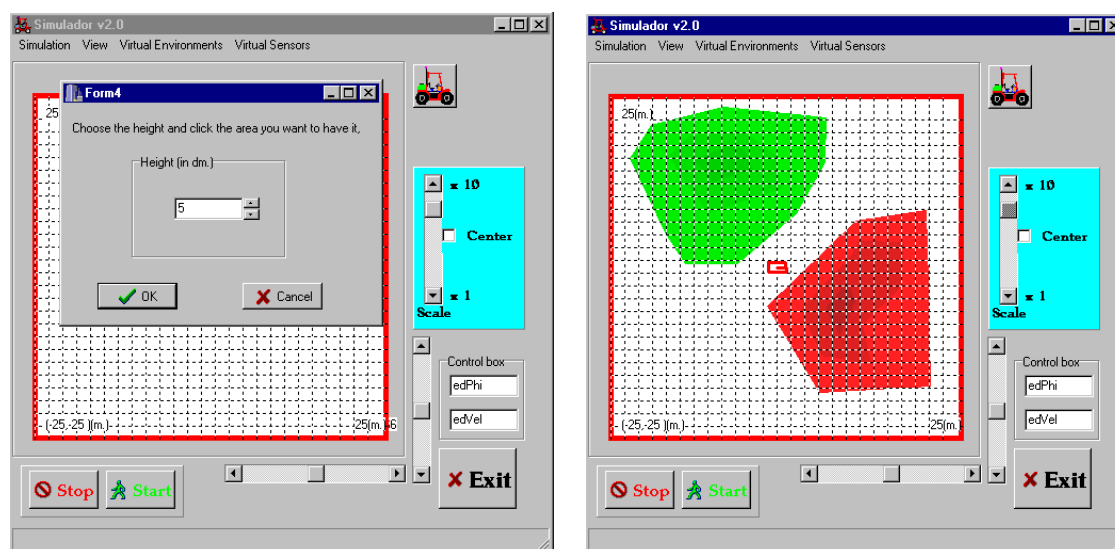 Simulador v2.0
Simulation View Virtual Environments Virtual Sensors
Form4
25
Choose the height and click the area you want to have it,
Height (in dm.)
5
OK
Cancel
x 10
Center
x 1
Scale
Control box
edPhi
edVel
(-25,-25 )(m.)
25(m.)
6
Stop
Start
Exit
Simulador v2.0
Simulation View Virtual Environments Virtual Sensors
25(m.)
x 10
Center
x 1
Scale
Control box
edPhi
edVel
(-25,-25 )(m.)
25(m.)
Stop
Start
Exit